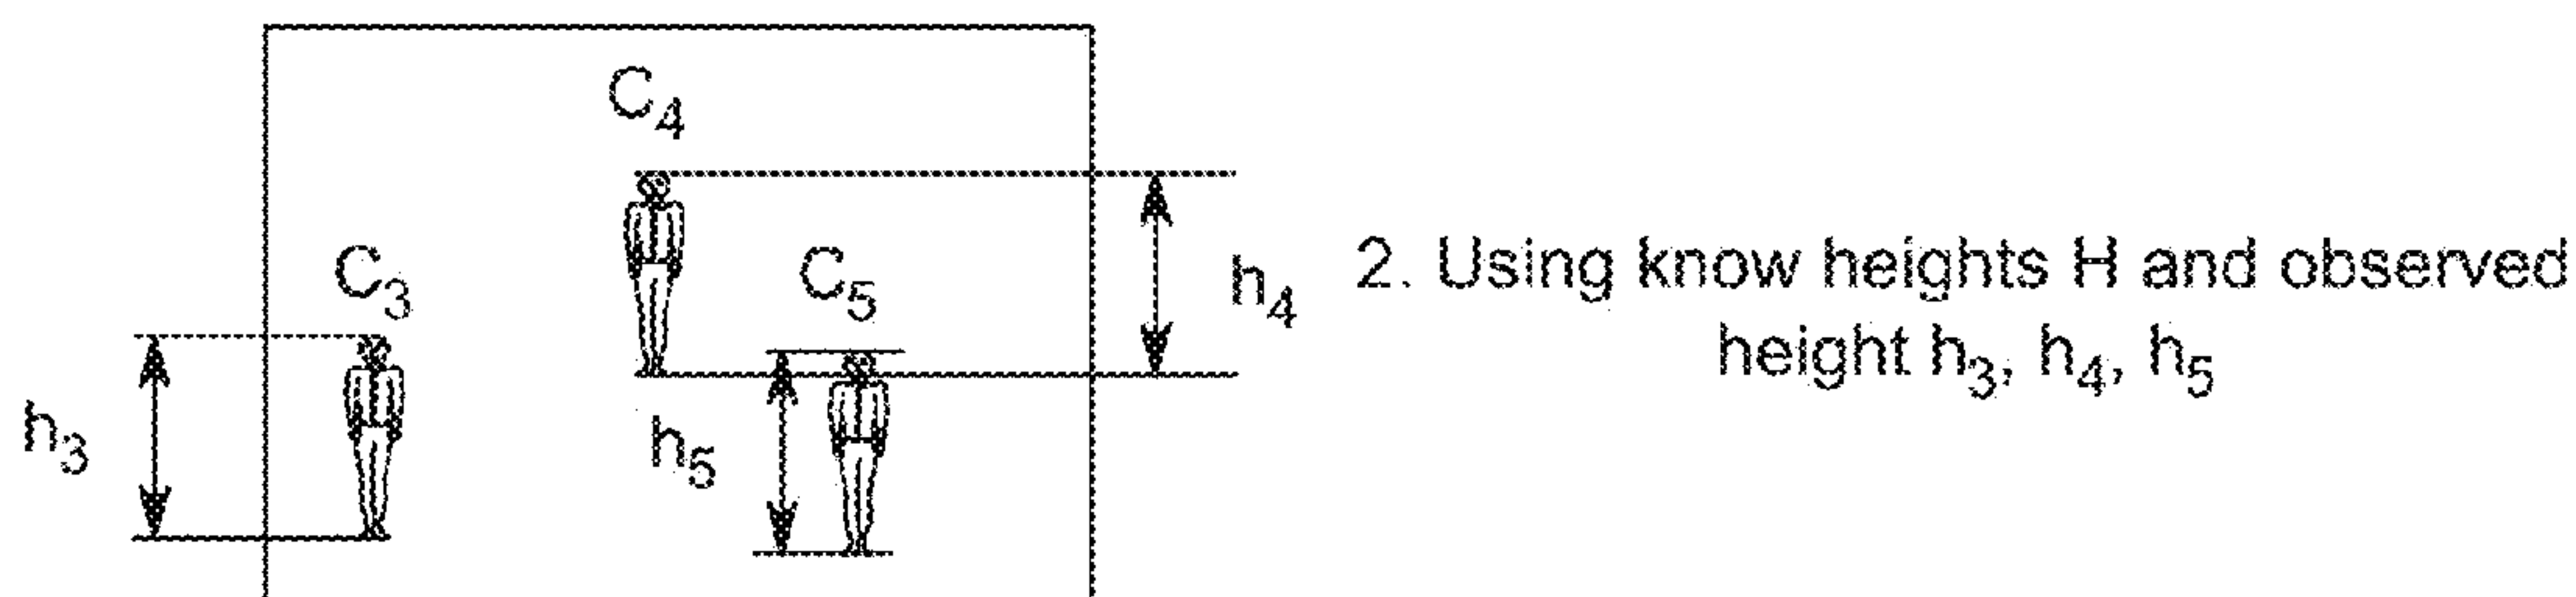 C₄
C₃
C₅
h₄
h₃
h₅
2. Using know heights H and observed
height h₃, h₄, h₅